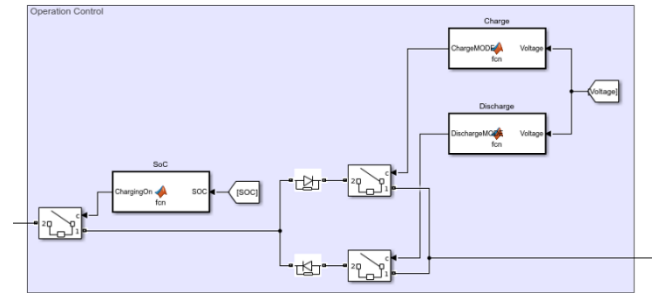 Operation Control
Charge
ChargeMODE
Voltage
fcn
[Voltage]
Discharge
DischargeMODE
Voltage
fcn
SoC
ChargingOn
SOC
fcn
[SOC]
c
2
1
c
2
1
c
2
1